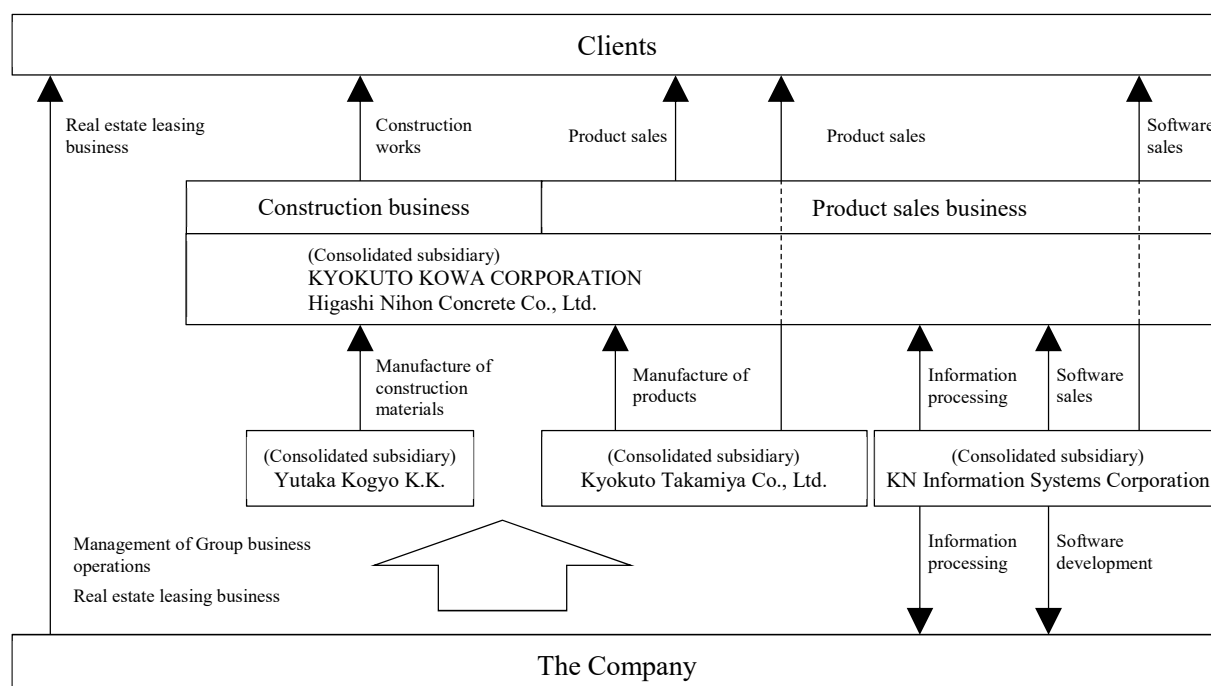 Clients
Real estate leasing
business
Construction
works
Product sales
Product sales
Software
sales
Construction business
Product sales business
(Consolidated subsidiary)
KYOKUTO KOWA CORPORATION
Higashi Nihon Concrete Co., Ltd.
Manufacture of
construction
materials
Manufacture of
products
Information
processing
Software
sales
(Consolidated subsidiary)
Yutaka Kogyo K.K.
(Consolidated subsidiary)
Kyokuto Takamiya Co., Ltd.
(Consolidated subsidiary)
KN Information Systems Corporation
Management of Group business
operations
Real estate leasing business
Information
processing
Software
development
The Company